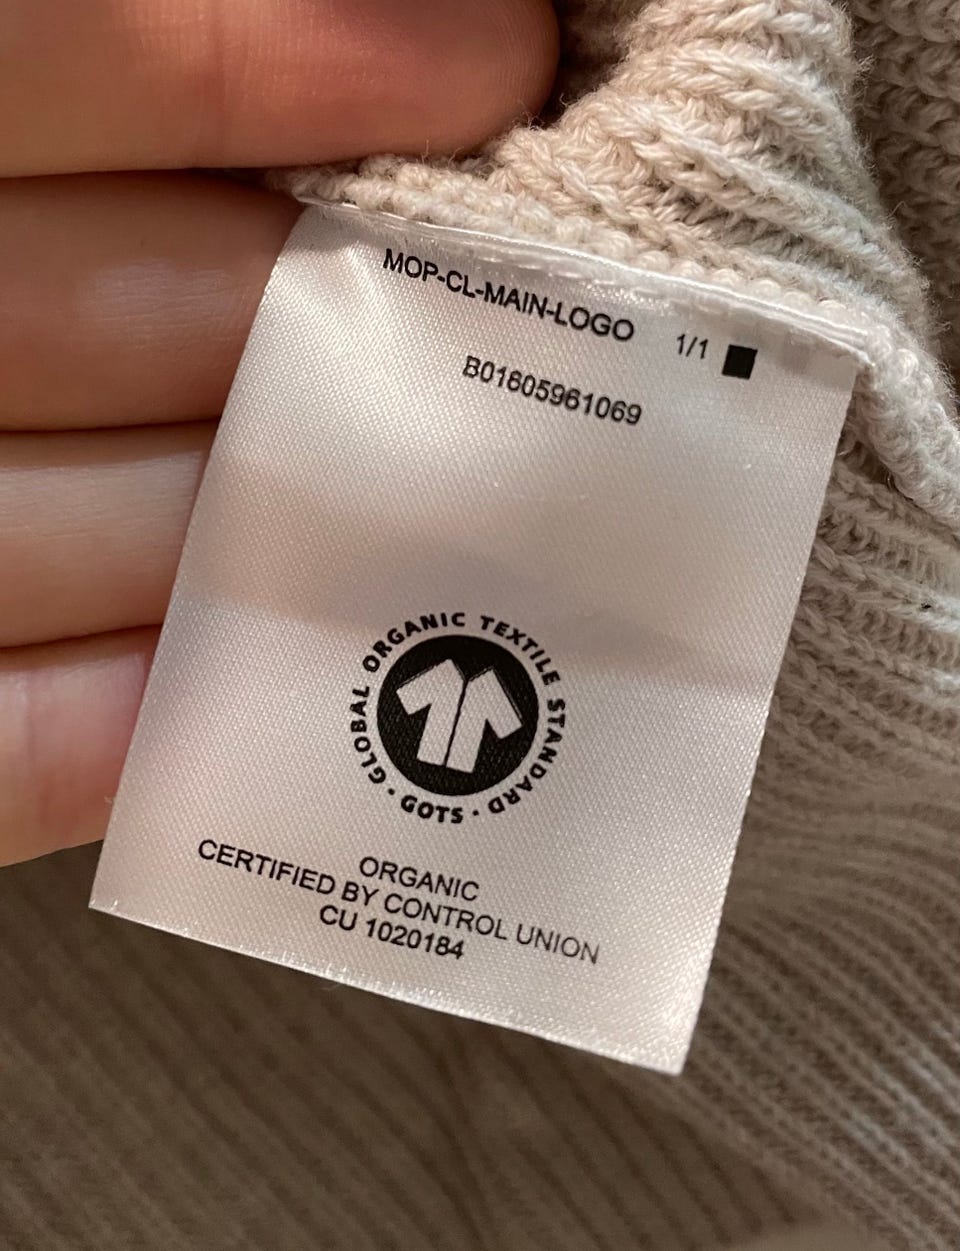 MOP-CL-MAIN-LOGO 1/1
B01605961069
GLOBAL ORGANIC TEXTILE STANDARD · GOTS ·
ORGANIC
CERTIFIED BY CONTROL UNION
CU 1020184